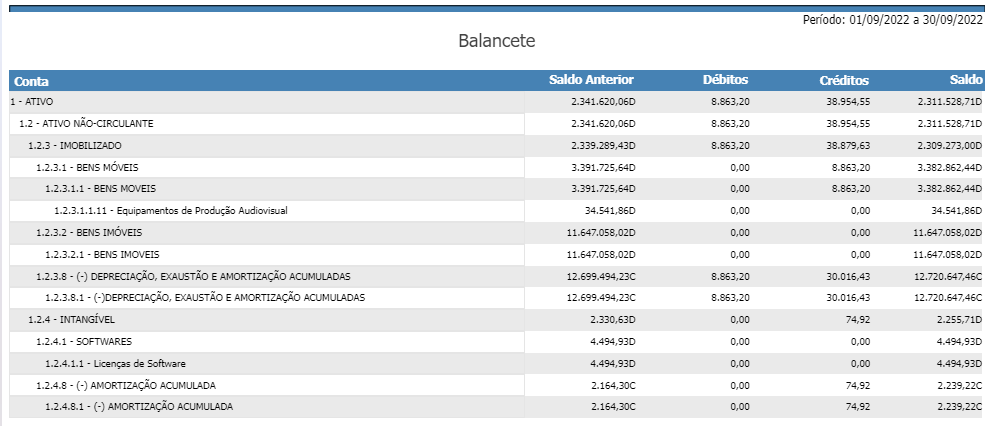 Período: 01/09/2022 a 30/09/2022
Balancete
Conta Saldo Anterior Débitos Créditos Saldo
1 - ATIVO 2.341.620,06D 8.863,20 38.954,55 2.311.528,71D
1.2 - ATIVO NÃO-CIRCULANTE 2.341.620,06D 8.863,20 38.954,55 2.311.528,71D
1.2.3 - IMOBILIZADO 2.339.289,43D 8.863,20 38.879,63 2.309.273,00D
1.2.3.1 - BENS MÓVEIS 3.391.725,64D 0,00 8.863,20 3.382.862,44D
1.2.3.1.1 - BENS MOVEIS 3.391.725,64D 0,00 8.863,20 3.382.862,44D
1.2.3.1.1.11 - Equipamentos de Produção Audiovisual 34.541,86D 0,00 0,00 34.541,86D
1.2.3.2 - BENS IMÓVEIS 11.647.058,02D 0,00 0,00 11.647.058,02D
1.2.3.2.1 - BENS IMOVEIS 11.647.058,02D 0,00 0,00 11.647.058,02D
1.2.3.8 - (-) DEPRECIAÇÃO, EXAUSTÃO E AMORTIZAÇÃO ACUMULADAS 12.699.494,23C 8.863,20 30.016,43 12.720.647,46C
1.2.3.8.1 - (-)DEPRECIAÇÃO, EXAUSTÃO E AMORTIZAÇÃO ACUMULADAS 12.699.494,23C 8.863,20 30.016,43 12.720.647,46C
1.2.4 - INTANGÍVEL 2.330,63D 0,00 74,92 2.255,71D
1.2.4.1 - SOFTWARES 4.494,93D 0,00 0,00 4.494,93D
1.2.4.1.1 - Licenças de Software 4.494,93D 0,00 0,00 4.494,93D
1.2.4.8 - (-) AMORTIZAÇÃO ACUMULADA 2.164,30C 0,00 74,92 2.239,22C
1.2.4.8.1 - (-) AMORTIZAÇÃO ACUMULADA 2.164,30C 0,00 74,92 2.239,22C